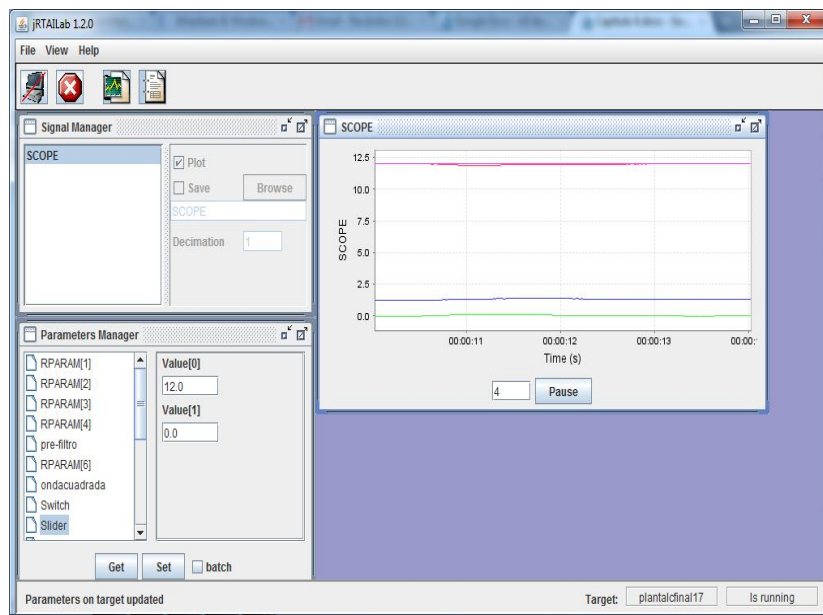 jRTAILab 1.2.0
File View Help
Signal Manager
SCOPE
Plot
Save
Browse
SCOPE
Decimation
1
SCOPE
12.5
10.0
7.5
5.0
2.5
0.0
SCOPE
00:00:11
00:00:12
00:00:13
Time (s)
4
Pause
Parameters Manager
RPARAM[1]
RPARAM[2]
RPARAM[3]
RPARAM[4]
pre-filtro
RPARAM[6]
ondacuadrada
Switch
Slider
Value[0]
12.0
Value[1]
0.0
Get
Set
batch
Parameters on target updated
Target:
plantalcfinal17
Is running